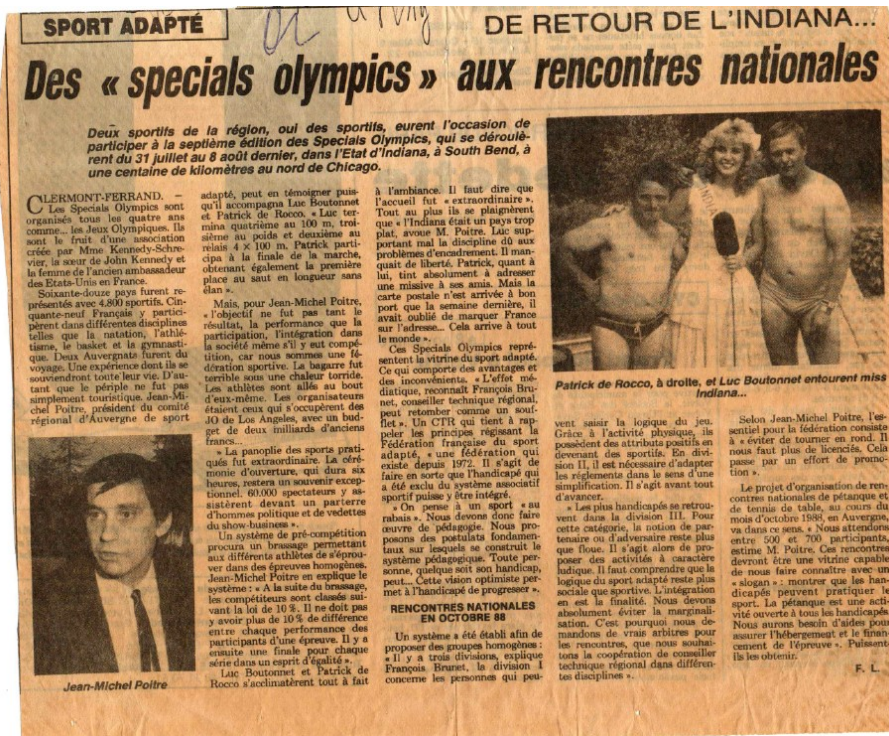 SPORT ADAPTÉ
DE RETOUR DE L'INDIANA...
Des « specials olympics » aux rencontres nationales
Deux sportifs de la région, oui des sportifs, eurent l'occasion de
participer à la septième édition des Specials Olympics, qui se déroulè-
rent du 31 juillet au 8 août dernier, dans l'Etat d'Indiana, à South Bend, à
une centaine de kilomètres au nord de Chicago.
CLERMONT-FERRAND. –
Les Specials Olympics sont
organisés tous les quatre ans
comme... les Jeux Olympiques. Ils
sont le fruit d'une association
créée par Mme Kennedy-Schre-
vier, la sœur de John Kennedy et
la femme de l'ancien ambassadeur
des Etats-Unis en France.
Soixante-douze pays furent re-
présentés avec 4.800 sportifs. Cin-
quante-neuf Français y partici-
pèrent dans différentes disciplines
telles que la natation, l'athlé-
tisme, le basket et la gymnasti-
que. Deux Auvergnats furent du
voyage. Une expérience dont ils se
souviendront toute leur vie. D'au-
tant que le périple ne fut pas
simplement touristique. Jean-Mi-
chel Poitre, président du comité
régional d'Auvergne de sport
Jean-Michel Poitre
adapté, peut en témoigner puis-
qu'il accompagna Luc Boutonnet
et Patrick de Rocco. « Luc ter-
mina quatrième au 100 m, troi-
sième au poids et deuxième au
relais 4 X 100 m. Patrick parti-
cipa à la finale de la marche,
obtenant également la première
place au saut en longueur sans
élan ».
Mais, pour Jean-Michel Poitre,
« l'objectif ne fut pas tant le
résultat, la performance que la
participation, l'intégration dans
la société même s'il y eut compé-
tition, car nous sommes une fé-
dération sportive. La bagarre fut
terrible sous une chaleur torride.
Les athlètes sont allés au bout
d'eux-même. Les organisateurs
étaient ceux qui s'occupèrent des
JO de Los Angeles, avec un bud-
get de deux milliards d'anciens
francs...
« La panoplie des sports prati-
qués fut extraordinaire. La céré-
monie d'ouverture, qui dura six
heures, restera un souvenir excep-
tionnel. 60.000 spectateurs y as-
sistèrent devant un parterre
d'hommes politique et de vedettes
du show-business ».
Un système de pré-compétition
procura un brassage permettant
aux différents athlètes de s'éprou-
ver dans des épreuves homogènes.
Jean-Michel Poitre en explique le
système : « A la suite du brassage,
les compétiteurs sont classés sui-
vant la loi de 10 %. Il ne doit pas
y avoir plus de 10 % de différence
entre chaque performance des
participants d'une épreuve. Il y a
ensuite une finale pour chaque
série dans un esprit d'égalité ».
Luc Boutonnet et Patrick de
Rocco s'acclimatèrent tout à fait
à l'ambiance. Il faut dire que
l'accueil fut « extraordinaire ».
Tout au plus ils se plaignèrent
que « l'Indiana était un pays trop
plat, avoue M. Poitre. Luc sup-
portant mal la discipline dû aux
problèmes d'encadrement. Il man-
quait de liberté. Patrick, quant à
lui, tint absolument à adresser
une missive à ses amis. Mais la
carte postale n'est arrivée à bon
port que la semaine dernière, il
avait oublié de marquer France
sur l'adresse... Cela arrive à tout
le monde ».
Ces Specials Olympics repré-
sentent la vitrine du sport adapté.
Ce qui comporte des avantages et
des inconvénients. « L'effet mé-
diatique, reconnaît François Bru-
net, conseiller technique régional,
peut retomber comme un souf-
flet ». Un CTR qui tient à rap-
peler les principes régissant la
Fédération française du sport
adapté, « une fédération qui
existe depuis 1972. Il s'agit de
faire en sorte que l'handicapé qui
a été exclu du système associatif
sportif puisse y être intégré.
« On pense à un sport « au
rabais ». Nous devons donc faire
œuvre de pédagogie. Nous pro-
posons des postulats fondamen-
taux sur lesquels se construit le
système pédagogique. Toute per-
sonne, quelque soit son handicap,
peut... Cette vision optimiste per-
met à l'handicapé de progresser ».
RENCONTRES NATIONALES
EN OCTOBRE 88
Un système a été établi afin de
proposer des groupes homogènes :
« Il y a trois divisions, explique
François Brunet, la division I
concerne les personnes qui peu-
Patrick de Rocco, à droite, et Luc Boutonnet entourent miss
Indiana...
vent saisir la logique du jeu.
Grâce à l'activité physique, ils
possèdent des attributs positifs en
devenant des sportifs. En divi-
sion II, il est nécessaire d'adapter
les règlements dans le sens d'une
simplification. Il s'agit avant tout
d'avancer.
« Les plus handicapés se retrou-
vent dans la division III. Pour
cette catégorie, la notion de par-
tenaire ou d'adversaire reste plus
que floue. Il s'agit alors de pro-
poser des activités à caractère
ludique. Il faut comprendre que la
logique du sport adapté reste plus
sociale que sportive. L'intégration
en est la finalité. Nous devons
absolument éviter la marginali-
sation. C'est pourquoi nous de-
mandons de vrais arbitres pour
les rencontres, que nous souhai-
tons la coopération de conseiller
technique régional dans différen-
tes disciplines ».
Selon Jean-Michel Poitre, l'es-
sentiel pour la fédération consiste
à « éviter de tourner en rond. Il
nous faut plus de licenciés. Cela
passe par un effort de promo-
tion ».
Le projet d'organisation de ren-
contres nationales de pétanque et
de tennis de table, au cours du
mois d'octobre 1988, en Auvergne
va dans ce sens. « Nous attendons
entre 500 et 700 participants,
estime M. Poitre. Ces rencontres
devront être une vitrine capable
de nous faire connaître avec un
« slogan » : montrer que les han-
dicapés peuvent pratiquer le
sport. La pétanque est une acti-
vité ouverte à tous les handicapés.
Nous aurons besoin d'aides pour
assurer l'hébergement et le finan-
cement de l'épreuve ». Puissent-
ils les obtenir.
F. L.